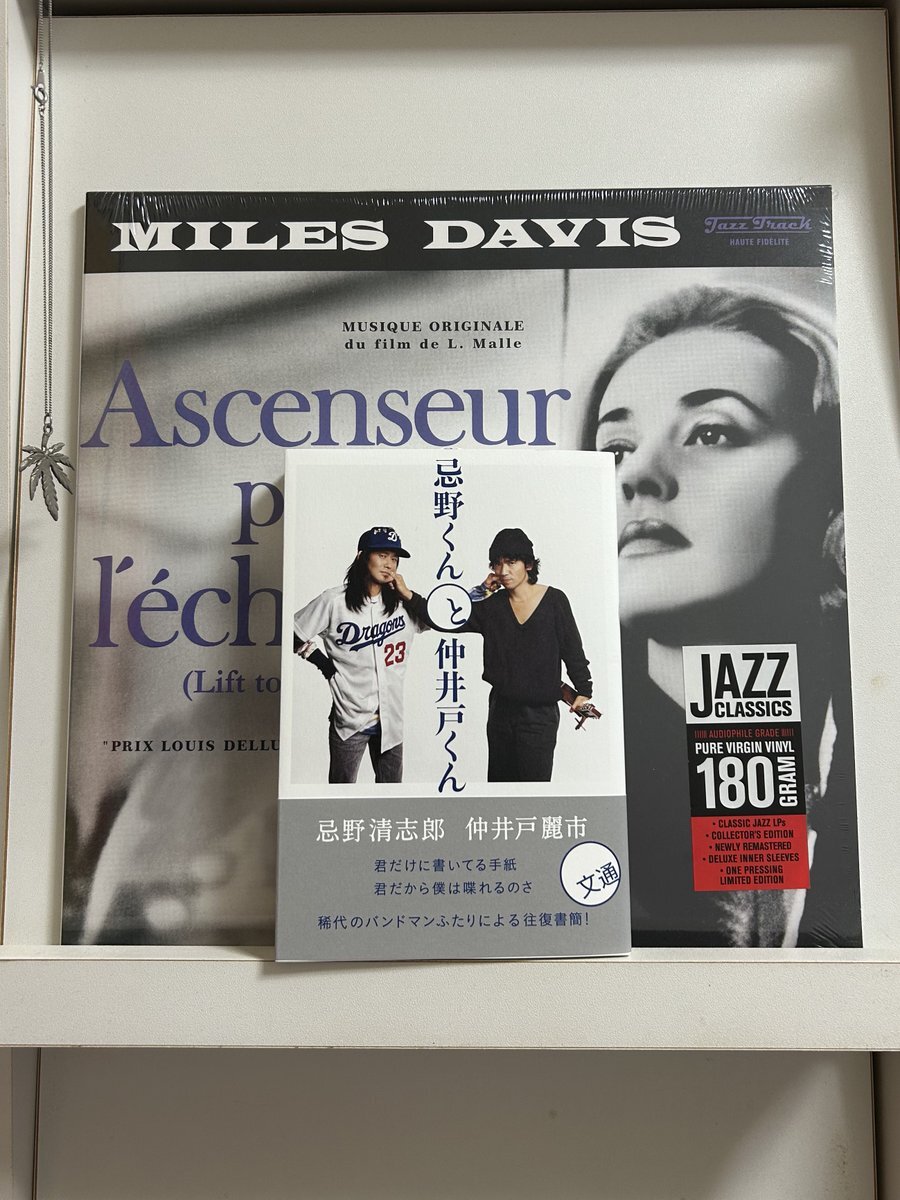 MILES DAVIS
Jazz Track
HAUTE FIDÉLITÉ
MUSIQUE ORIGINALE
du film de L. Malle
Ascenseur
p
l'éch
(Lift to
"PRIX LOUIS DELLU
JAZZ
CLASSICS
AUDIOPHILE GRADE
PURE VIRGIN VINYL
180 GRAM
• CLASSIC JAZZ LPs
• COLLECTOR'S EDITION
• NEWLY REMASTERED
• DELUXE INNER SLEEVES
• ONE PRESSING
LIMITED EDITION
忌野くんと仲井戸くん
D
Dragons
23
忌野清志郎 仲井戸麗市
君だけに書いてる手紙
君だから僕は喋れるのさ
文通
稀代のバンドマンふたりによる往復書簡!